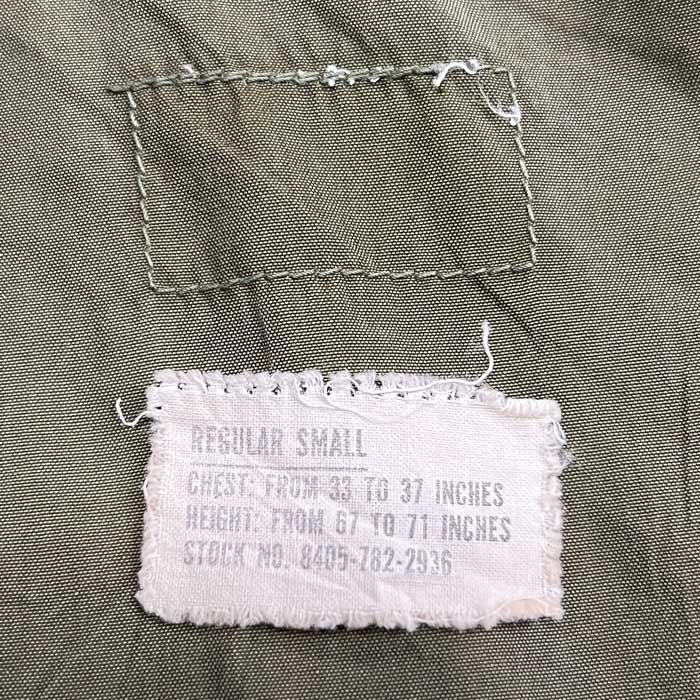 REGULAR SMALL
CHEST: FROM 33 TO 37 INCHES
HEIGHT: FROM 67 TO 71 INCHES
STOCK NO. 8405-782-2936